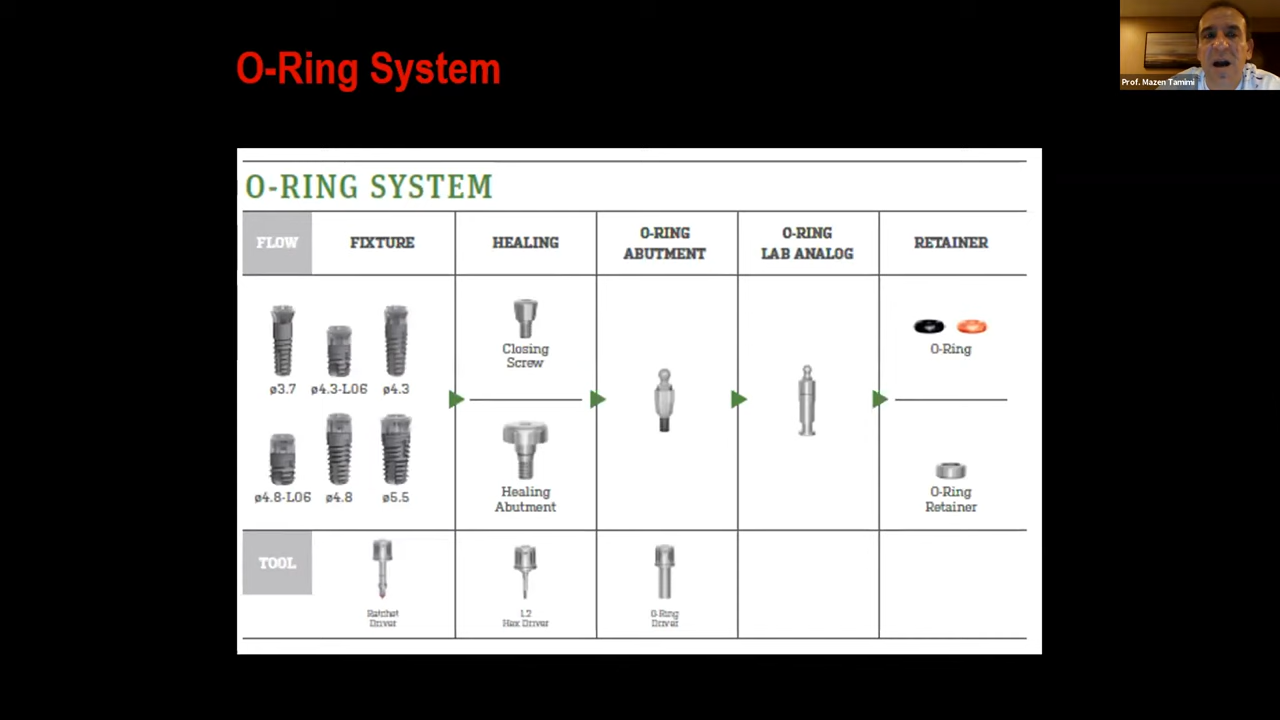 O-Ring System
Prof. Mazen Tamimi
O-RING SYSTEM
FLOW
FIXTURE
HEALING
O-RING
ABUTMENT
O-RING
LAB ANALOG
RETAINER
ø3.7
ø4.3-L06
ø4.3
ø4.8-L06
ø4.8
ø5.5
Closing
Screw
Healing
Abutment
O-Ring
O-Ring
Retainer
TOOL
Ratchet
Driver
1.2
Hex Driver
O-Ring
Driver